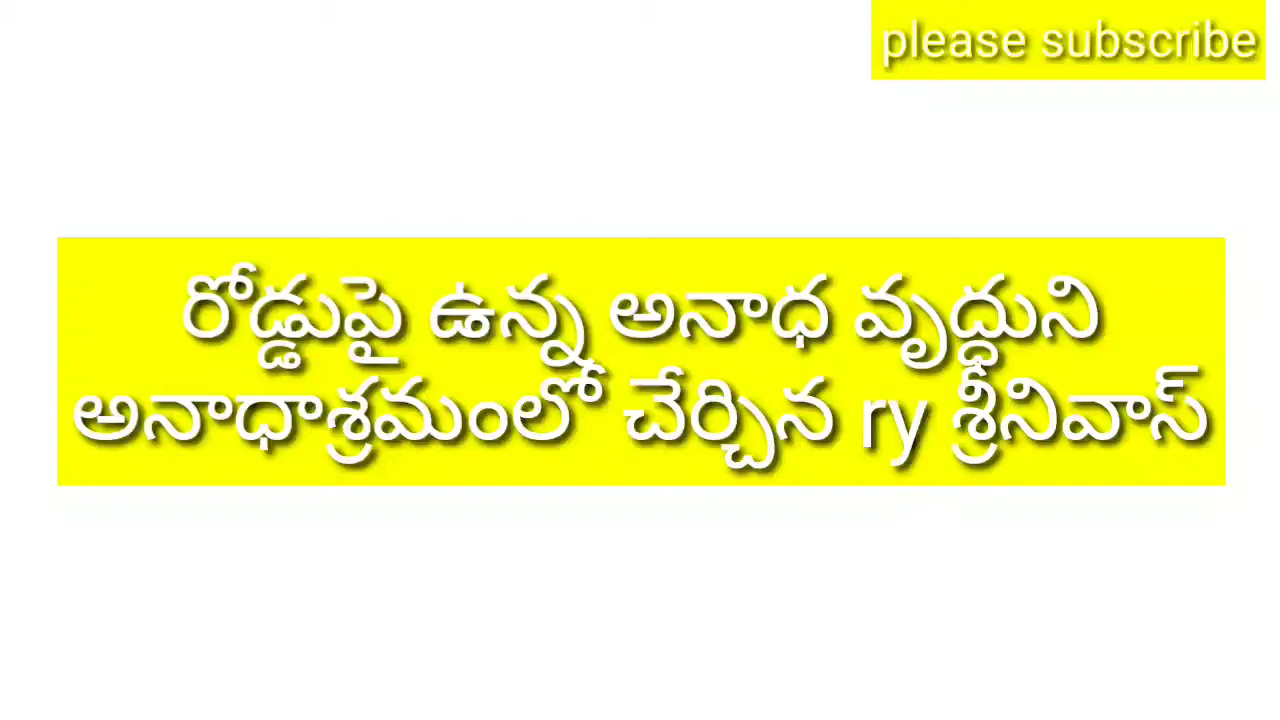 please subscribe
రోడ్డుపై ఉన్న అనాధ వృద్ధుని
అనాధాశ్రమంలో చేర్చిన ry శ్రీనివాస్